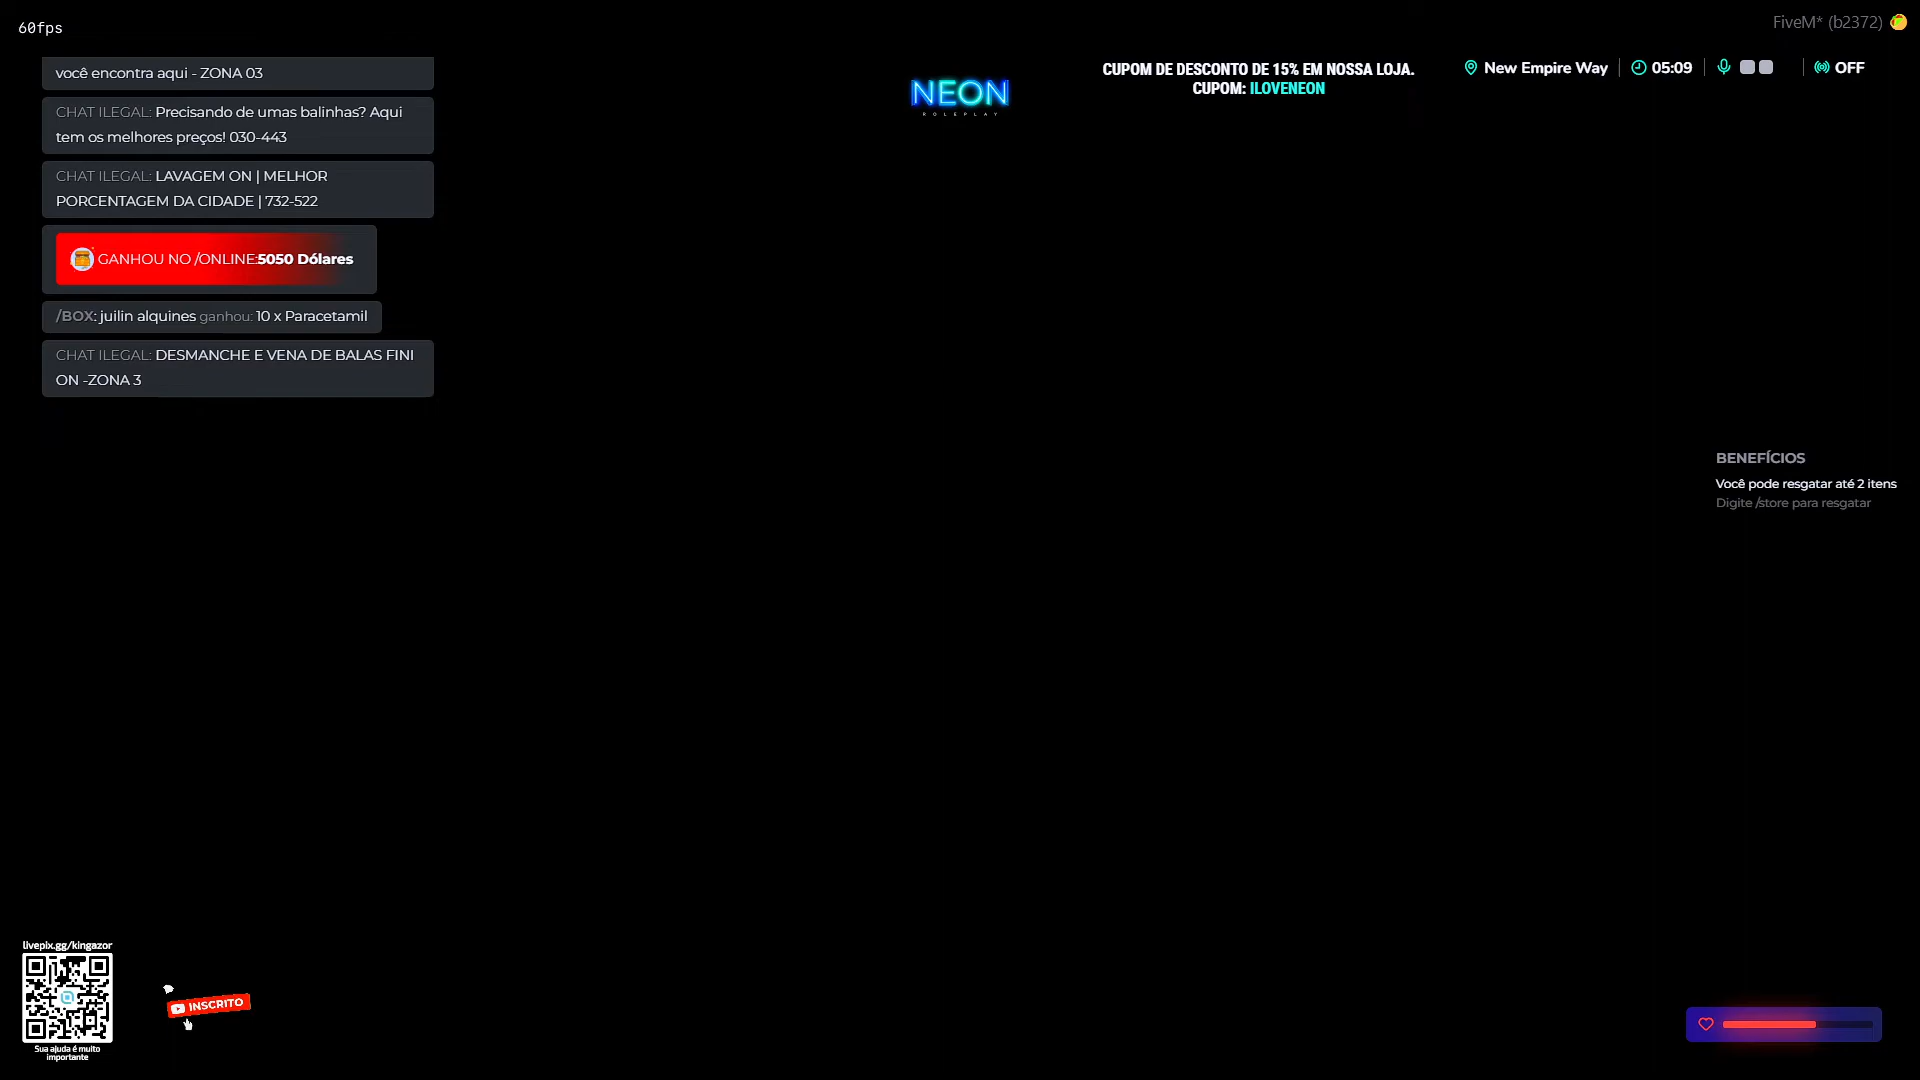 60fps
FiveM* (b2372)
você encontra aqui - ZONA 03
CHAT ILEGAL: Precisando de umas balinhas? Aqui
tem os melhores preços! 030-443
CHAT ILEGAL: LAVAGEM ON | MELHOR
PORCENTAGEM DA CIDADE | 732-522
GANHOU NO /ONLINE:5050 Dólares
/BOX: juilin alquines ganhou: 10 x Paracetamil
CHAT ILEGAL: DESMANCHE E VENA DE BALAS FINI
ON -ZONA 3
NEON
ROLEPLAY
CUPOM DE DESCONTO DE 15% EM NOSSA LOJA.
CUPOM: ILOVENEON
New Empire Way
05:09
OFF
BENEFÍCIOS
Você pode resgatar até 2 itens
Digite /store para resgatar
livepix.gg/kingazor
Sua ajuda é muito
importante
INSCRITO